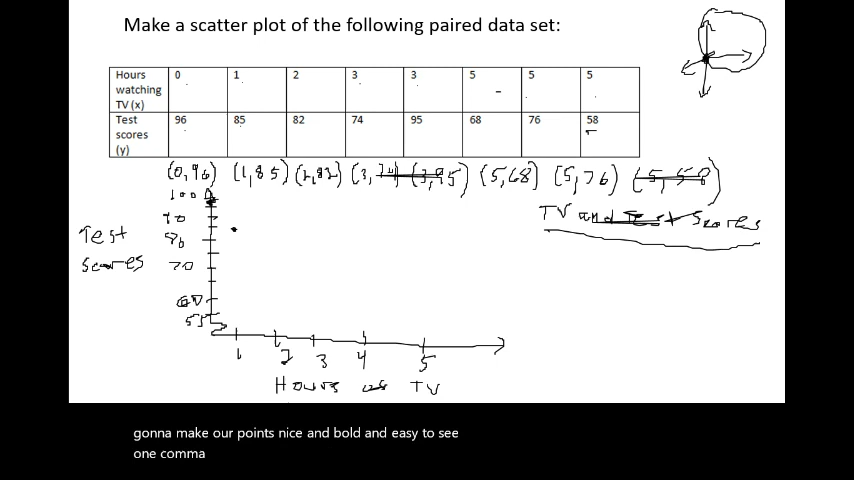 Make a scatter plot of the following paired data set:
Hours watching TV (x) 0 1 2 3 3 5 5 5
Test scores (y) 96 85 82 74 95 68 76 58
(0,96) (1,85) (2,82) (3,74) (3,95) (5,68) (5,76) (5,58)
TV and Test Scores
100
90
Test
80
Scores 70
60
55
1 2 3 4 5
Hours of TV
gonna make our points nice and bold and easy to see
one comma